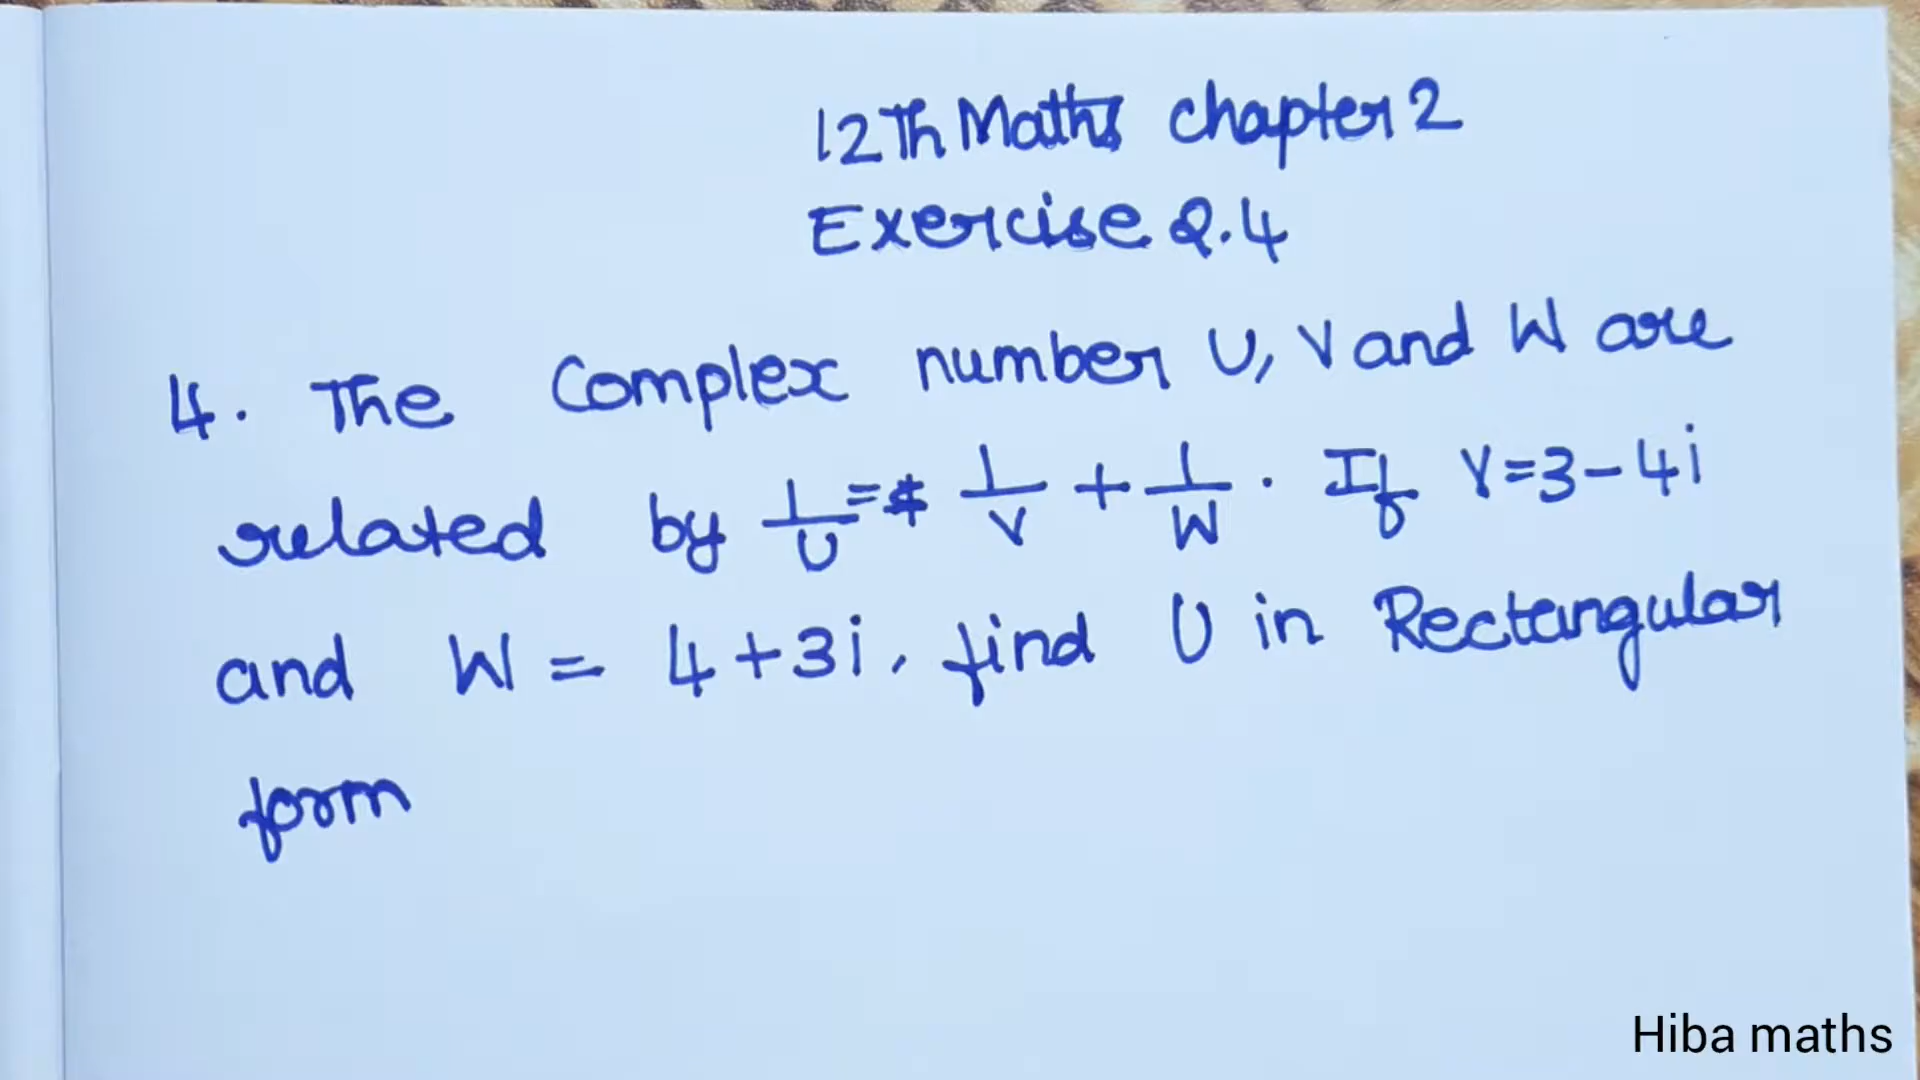 12Th Maths chapter 2
Exercise 2.4
4. The Complex number U, V and W are
related by 1/U = 1/V + 1/W. If V=3-4i
and W = 4+3i, find U in Rectangular
form
Hiba maths